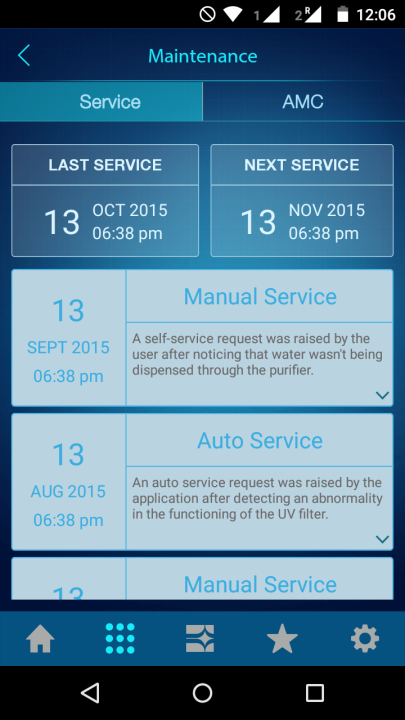 1 2 R 12:06
Maintenance
Service AMC
LAST SERVICE
13 OCT 2015
06:38 pm
NEXT SERVICE
13 NOV 2015
06:38 pm
13
SEPT 2015
06:38 pm
Manual Service
A self-service request was raised by the
user after noticing that water wasn't being
dispensed through the purifier.
13
AUG 2015
06:38 pm
Auto Service
An auto service request was raised by the
application after detecting an abnormality
in the functioning of the UV filter.
13
Manual Service